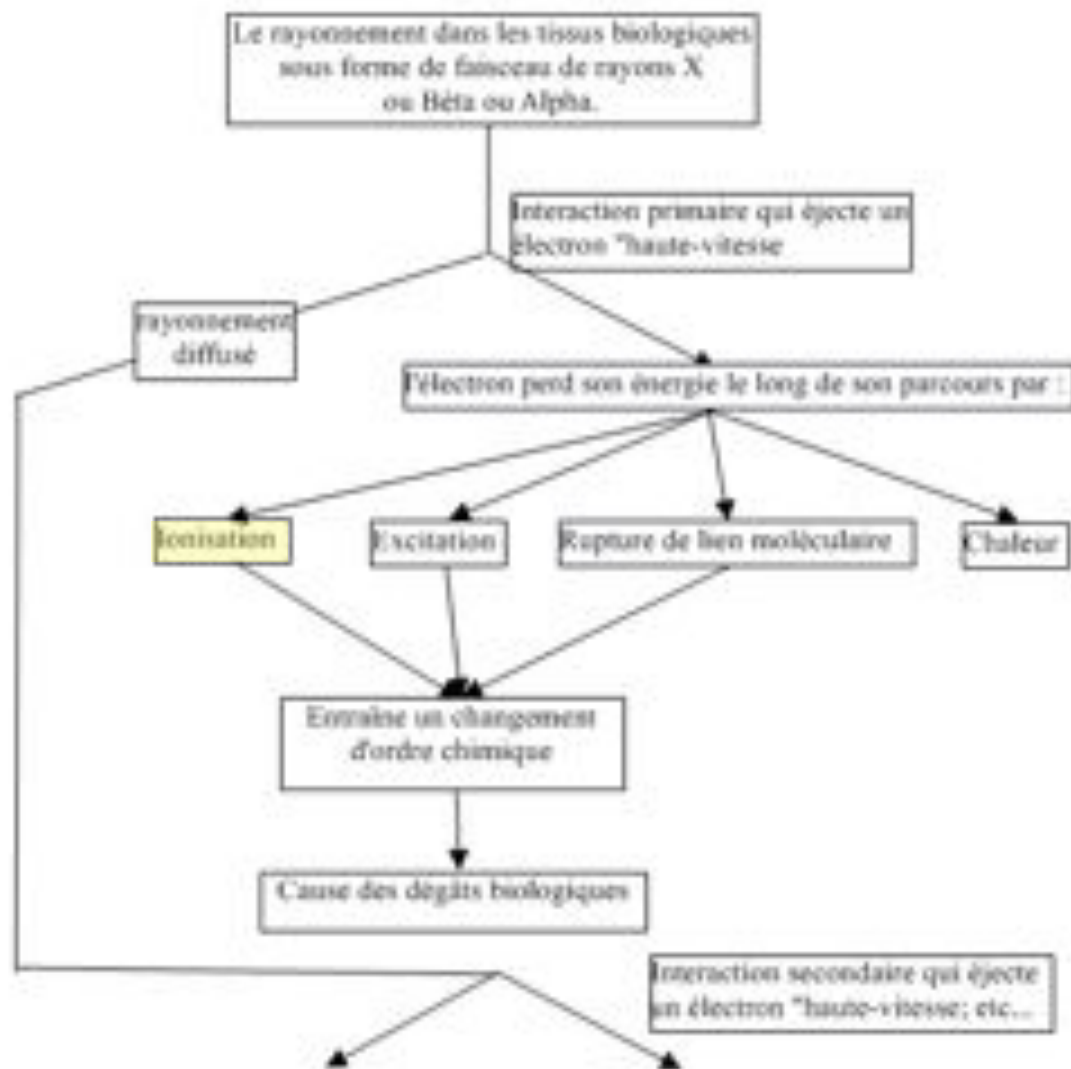 Le rayonnement dans les tissus biologiques
sous forme de faisceau de rayons X
ou Béta ou Alpha.
Interaction primaire qui éjecte un
électron "haute-vitesse
rayonnement
diffusé
l'électron perd son énergie le long de son parcours par :
Ionisation
Excitation
Rupture de lien moléculaire
Chaleur
Entraîne un changement
d'ordre chimique
Cause des dégâts biologiques
Interaction secondaire qui éjecte
un électron "haute-vitesse; etc...